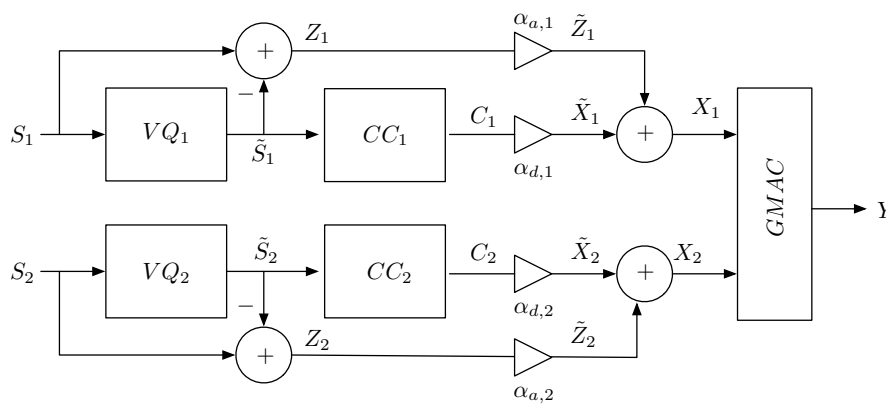 α_{a,1}
Z_1
Z̃_1
+
−
S_1
VQ_1
S̃_1
CC_1
C_1
X̃_1
α_{d,1}
+
X_1
GMAC
Y
S_2
VQ_2
S̃_2
CC_2
C_2
X̃_2
α_{d,2}
+
X_2
−
+
Z_2
Z̃_2
α_{a,2}